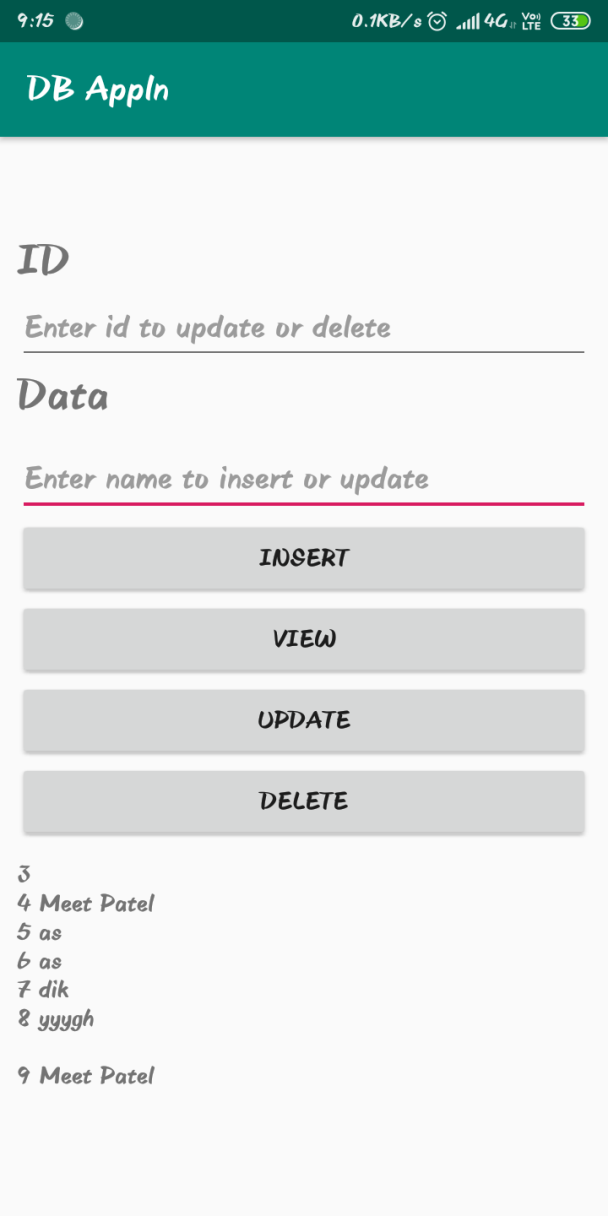 9:15 0.1KB/s 4G Vo) LTE 33
DB Appln
ID
Enter id to update or delete
Data
Enter name to insert or update
INSERT
VIEW
UPDATE
DELETE
3
4 Meet Patel
5 as
6 as
7 dik
8 yyygh
9 Meet Patel